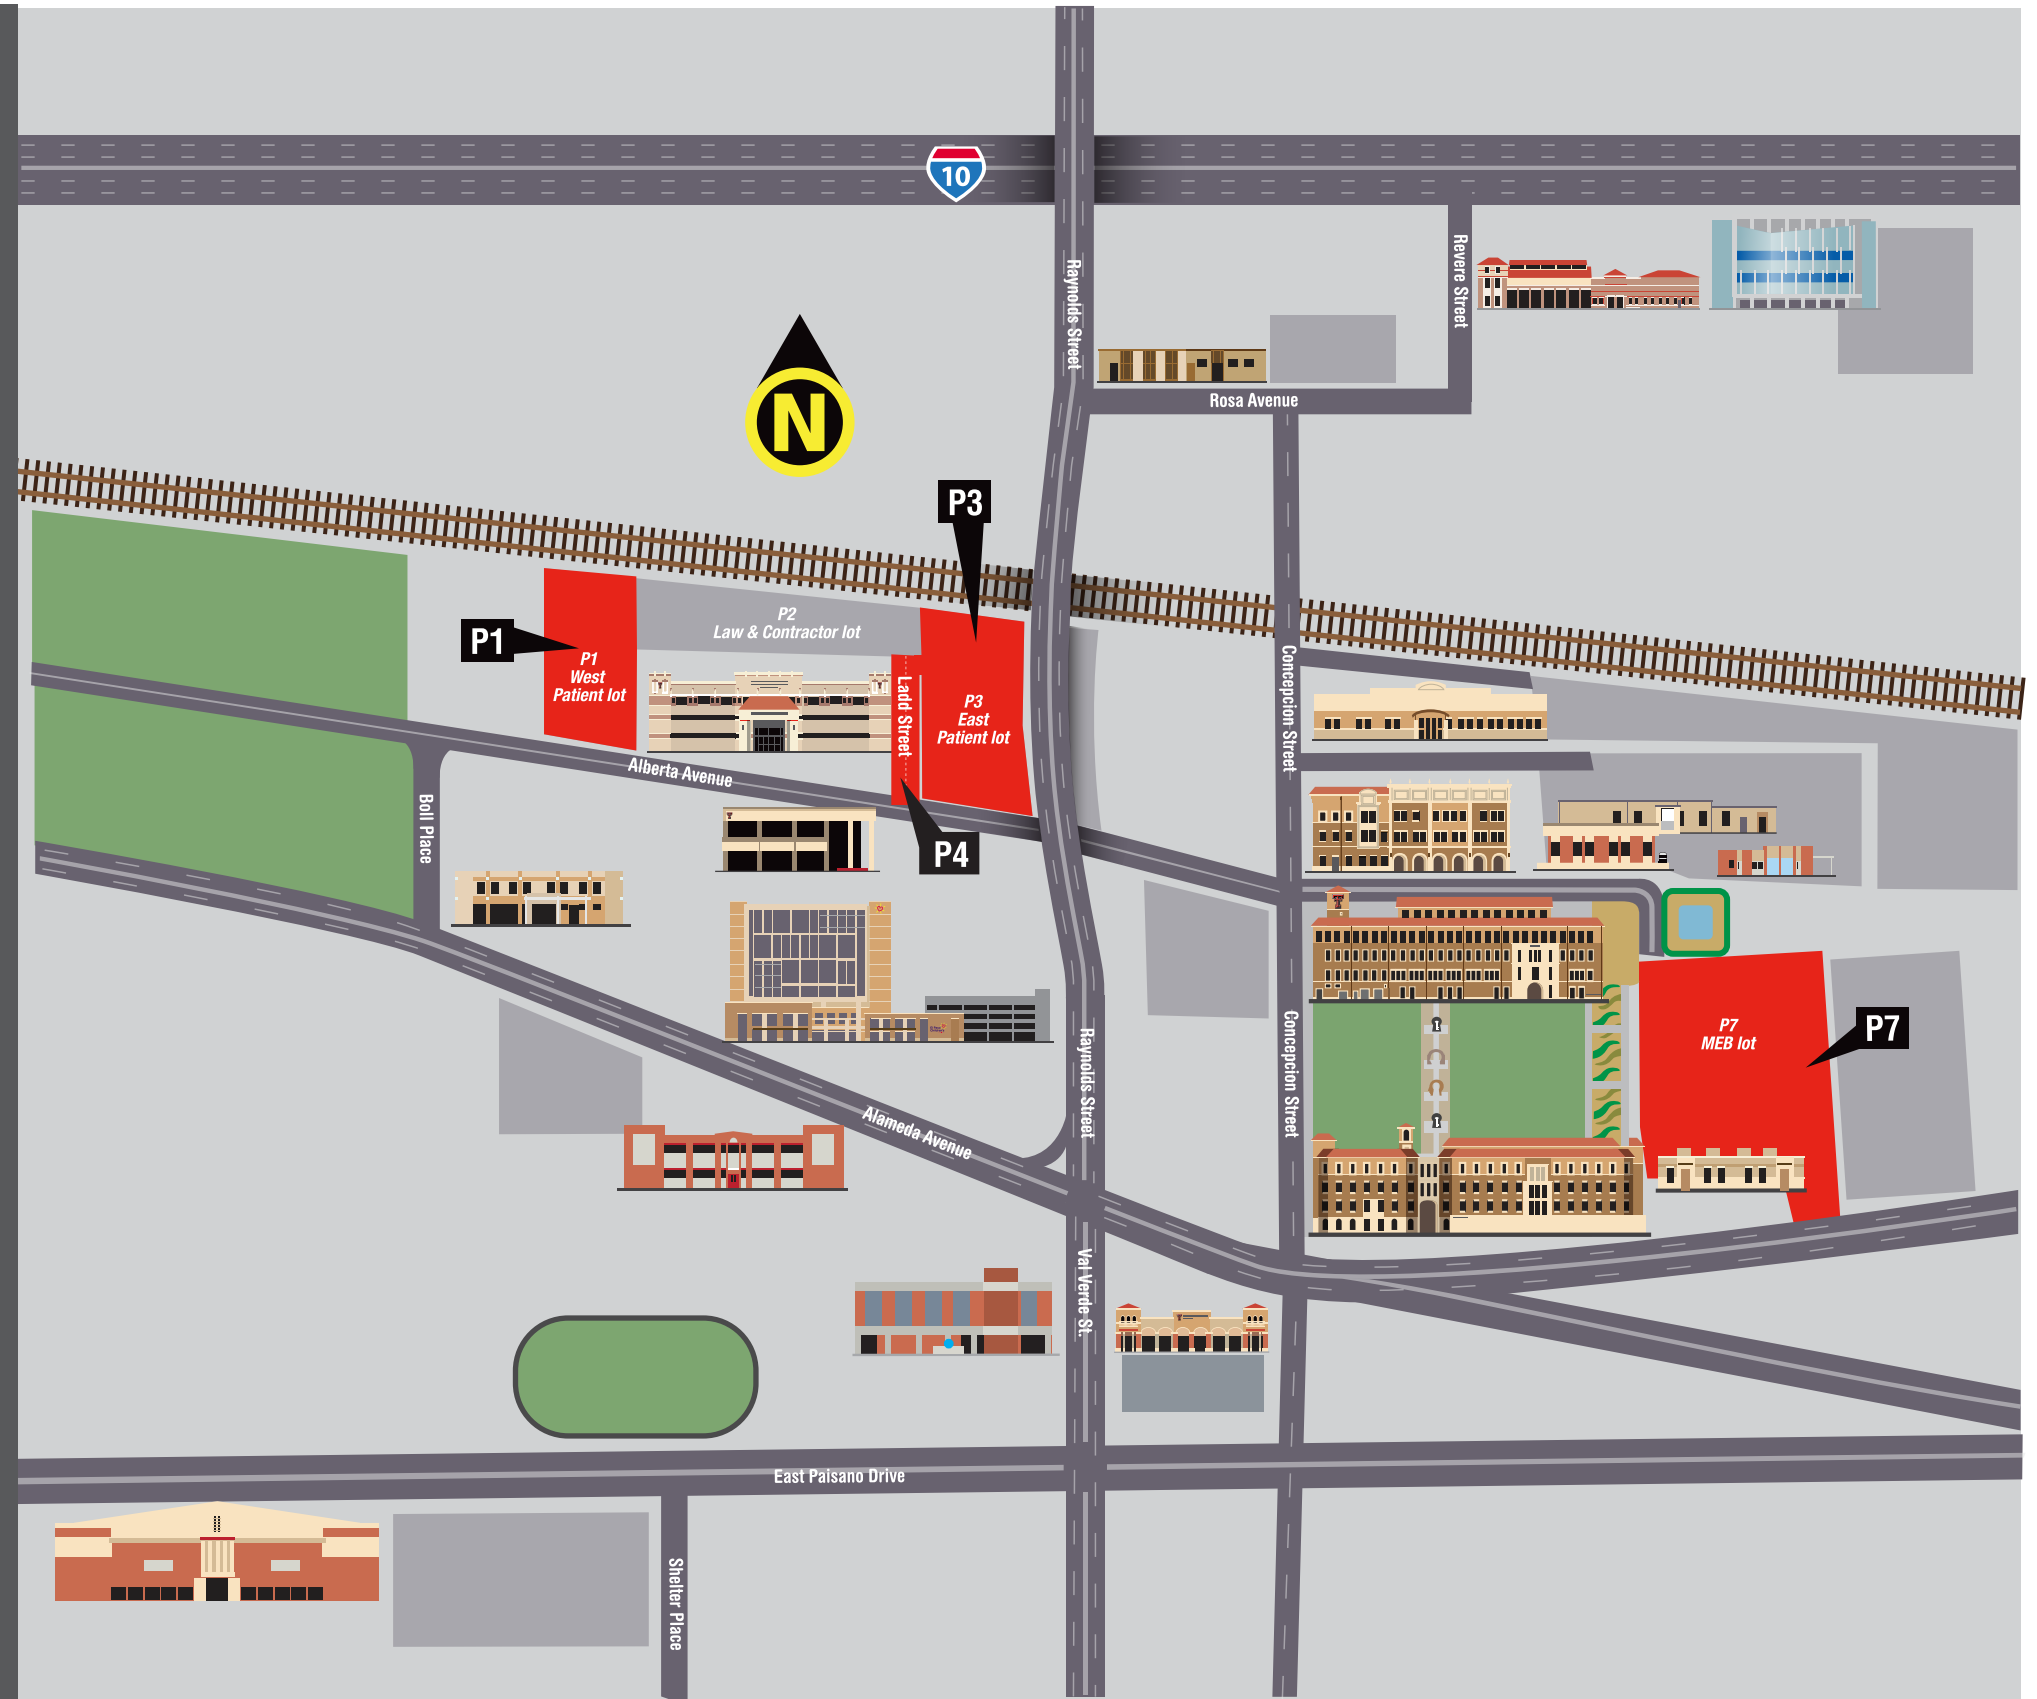 10
Raynolds Street
Revere Street
Rosa Avenue
N
P3
P2
Law & Contractor lot
P1
P1
West
Patient lot
Ladd Street
P3
East
Patient lot
Concepcion Street
Alberta Avenue
Boll Place
P4
P7
MEB lot
P7
Raynolds Street
Concepcion Street
Alameda Avenue
Val Verde St.
East Paisano Drive
Shelter Place